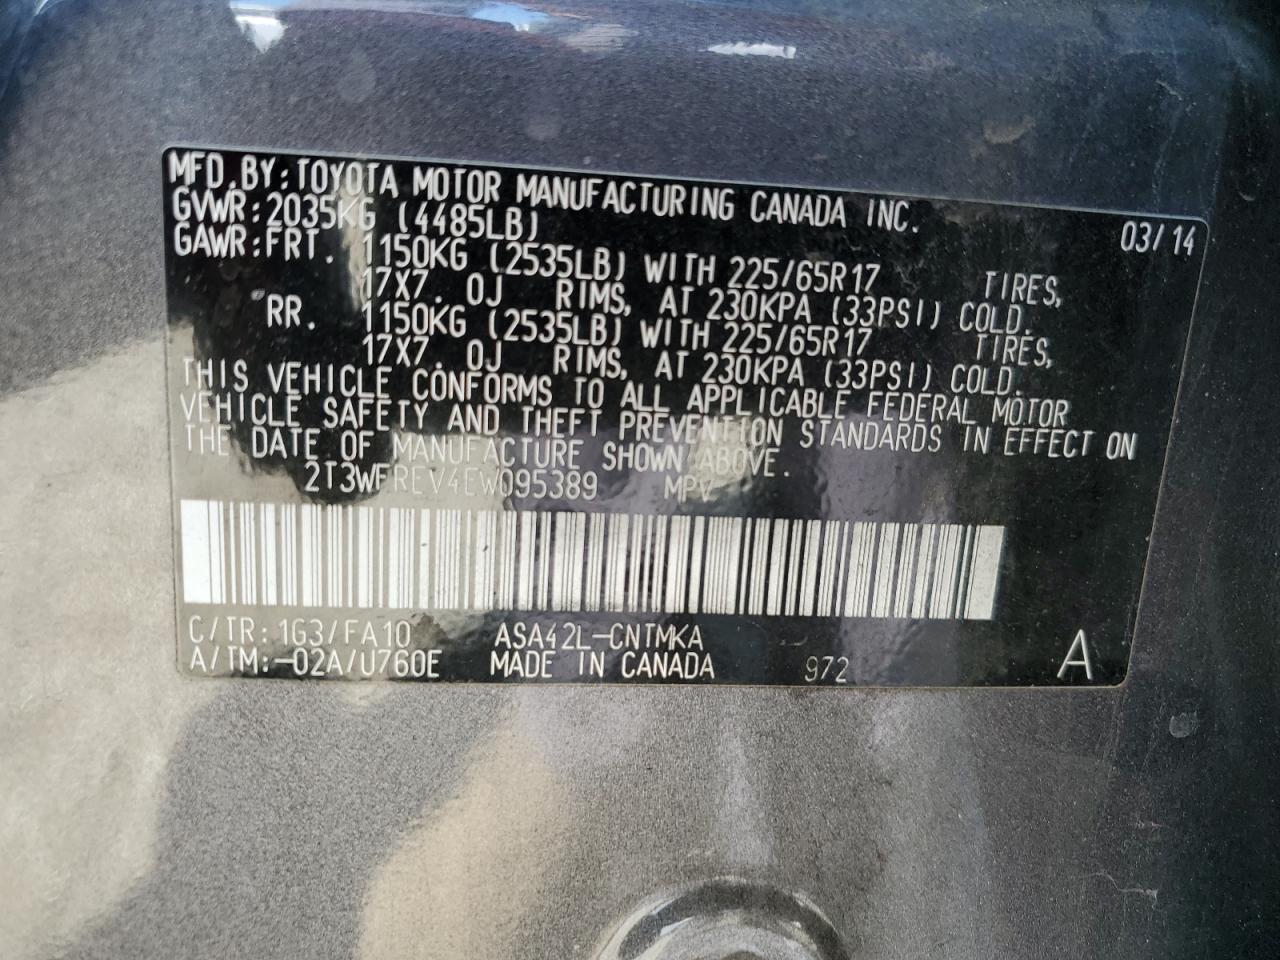 MFD. BY: TOYOTA MOTOR MANUFACTURING CANADA INC.
GVWR: 2035KG (4485LB) 03/14
GAWR: FRT. 1150KG (2535LB) WITH 225/65R17 TIRES,
17X7. 0J RIMS, AT 230KPA (33PSI) COLD.
RR. 1150KG (2535LB) WITH 225/65R17 TIRES,
17X7. 0J RIMS, AT 230KPA (33PSI) COLD.
THIS VEHICLE CONFORMS TO ALL APPLICABLE FEDERAL MOTOR
VEHICLE SAFETY AND THEFT PREVENTION STANDARDS IN EFFECT ON
THE DATE OF MANUFACTURE SHOWN ABOVE.
2T3WFREV4EW095389 MPV
C/TR: 1G3/FA10 ASA42L-CNTMKA
A/TM: -02A/U760E MADE IN CANADA 972 A